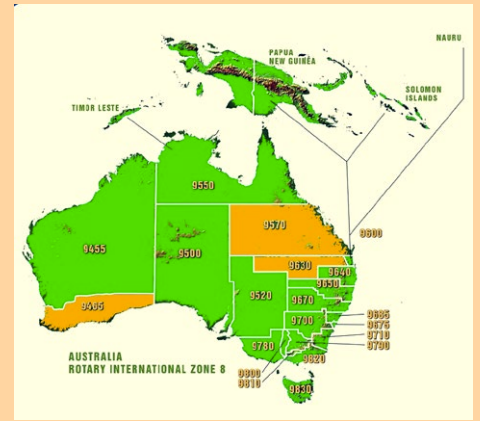 NAURU
PAPUA
NEW GUINEA
SOLOMON
ISLANDS
TIMOR LESTE
9550
9570
9600
9455
9500
9630
9640
9650
9465
9520
9670
9685
9700
9675
9710
9780
9790
AUSTRALIA
ROTARY INTERNATIONAL ZONE 8
9820
9800
9810
9830